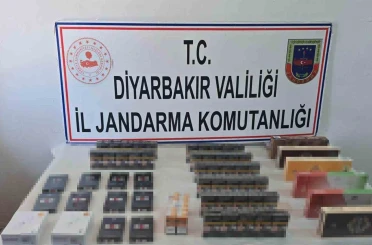 T.C.
DİYARBAKIR VALİLİĞİ
İL JANDARMA KOMUTANLIĞI